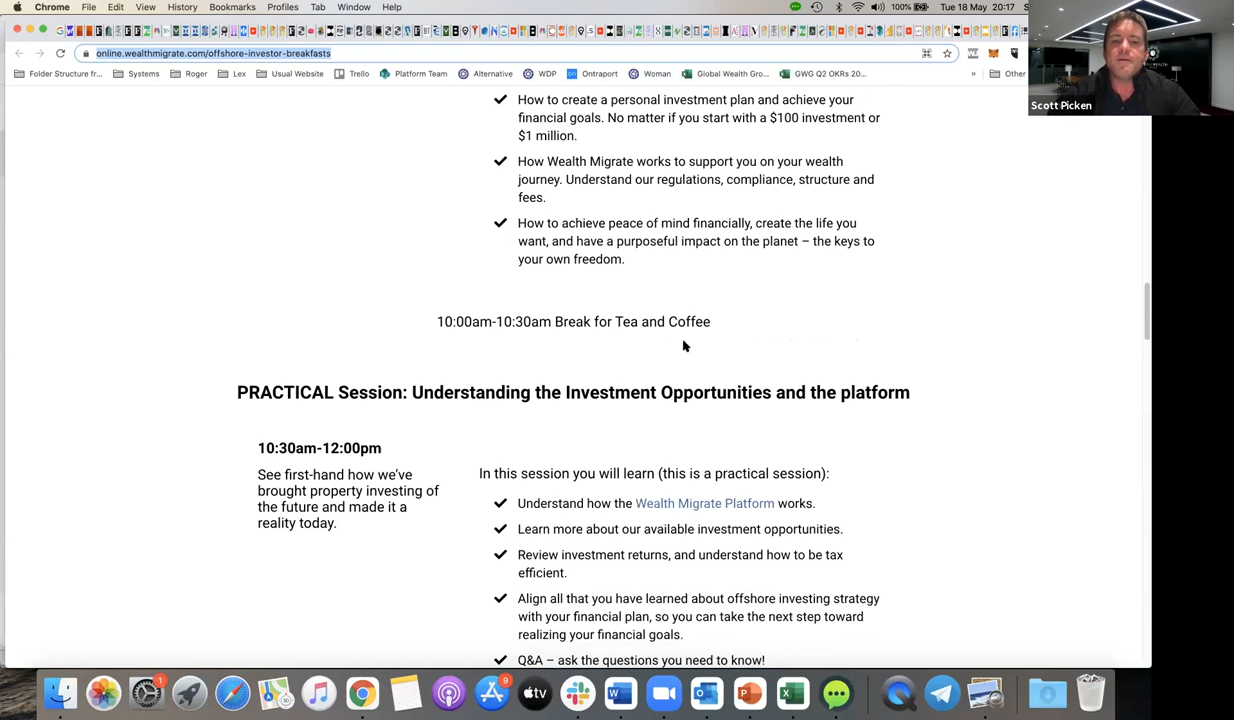 Chrome File Edit View History Bookmarks Profiles Tab Window Help 100% Tue 18 May 20:17
online.wealthmigrate.com/offshore-investor-breakfasts
Folder Structure fr... Systems Roger Lex Usual Website Trello Platform Team Alternative WDP Ontraport Woman Global Wealth Gro... GWG Q2 OKRs 20... » Other
Scott Picken
How to create a personal investment plan and achieve your
financial goals. No matter if you start with a $100 investment or
$1 million.
How Wealth Migrate works to support you on your wealth
journey. Understand our regulations, compliance, structure and
fees.
How to achieve peace of mind financially, create the life you
want, and have a purposeful impact on the planet – the keys to
your own freedom.
10:00am-10:30am Break for Tea and Coffee
PRACTICAL Session: Understanding the Investment Opportunities and the platform
10:30am-12:00pm
See first-hand how we've
brought property investing of
the future and made it a
reality today.
In this session you will learn (this is a practical session):
Understand how the Wealth Migrate Platform works.
Learn more about our available investment opportunities.
Review investment returns, and understand how to be tax
efficient.
Align all that you have learned about offshore investing strategy
with your financial plan, so you can take the next step toward
realizing your financial goals.
Q&A – ask the questions you need to know!
1
9
tv